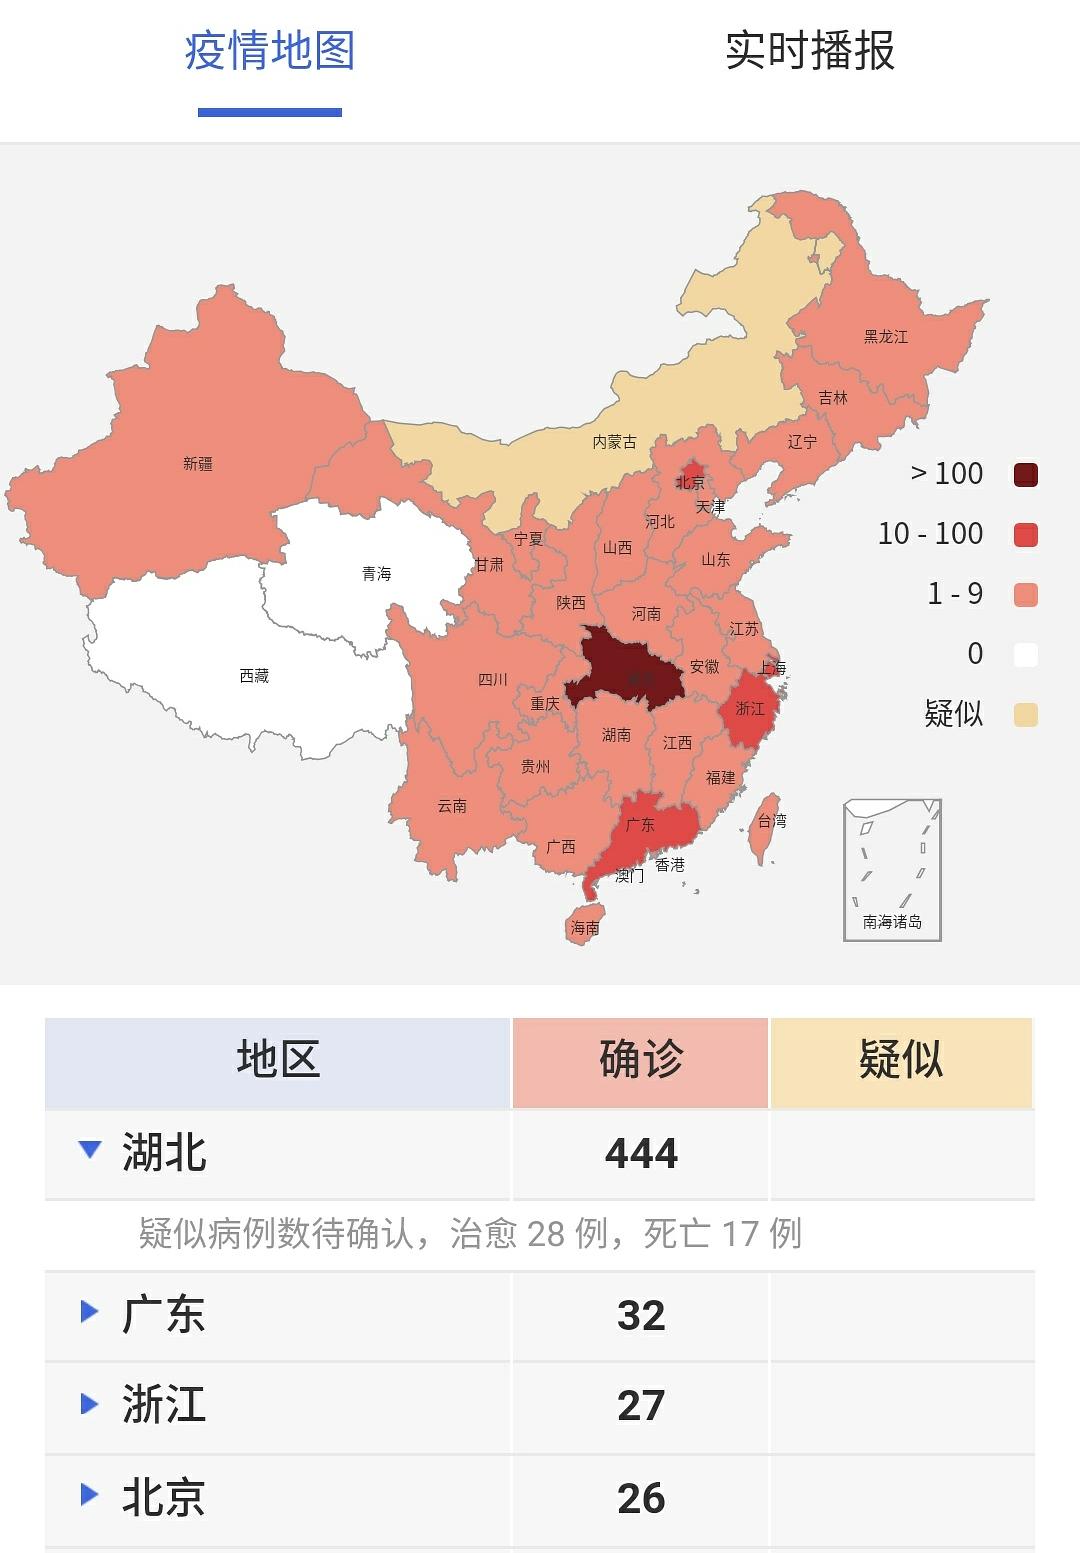 疫情地图
实时播报
黑龙江
吉林
辽宁
内蒙古
新疆
北京
天津
河北
宁夏
山西
山东
甘肃
青海
陕西
河南
江苏
上海
安徽
西藏
四川
重庆
浙江
湖南
江西
贵州
福建
云南
广东
台湾
广西
香港
澳门
海南
南海诸岛
> 100
10 - 100
1 - 9
0
疑似
地区 确诊 疑似
湖北 444
疑似病例数待确认，治愈 28 例，死亡 17 例
广东 32
浙江 27
北京 26